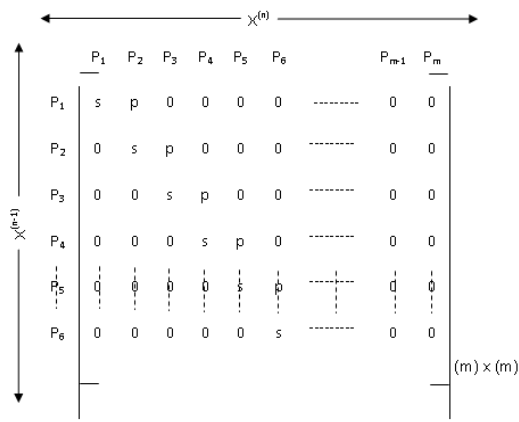 X(n)
P1 P2 P3 P4 P5 P6 Pm-1 Pm
P1 s p 0 0 0 0 -------- 0 0
P2 0 s p 0 0 0 -------- 0 0
P3 0 0 s p 0 0 -------- 0 0
P4 0 0 0 s p 0 -------- 0 0
P5 0 0 0 0 s p 0 0
P6 0 0 0 0 0 s -------- 0 0
X(n-1)
(m) x (m)